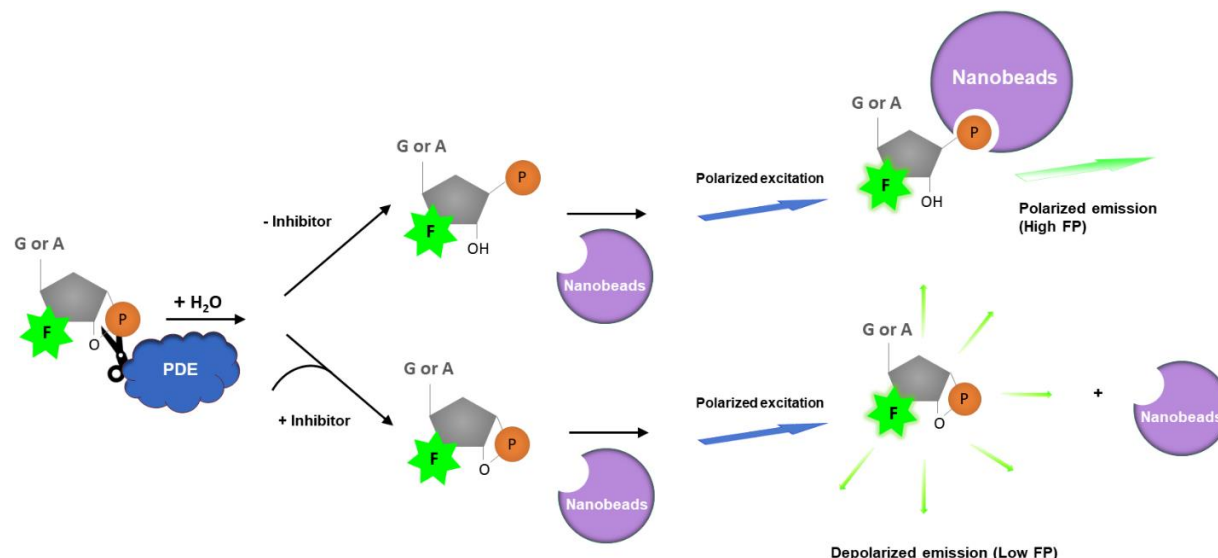 G or A
F
O
P
PDE
+ H₂O
- Inhibitor
+ Inhibitor
G or A
F
P
OH
Nanobeads
G or A
F
O
P
Nanobeads
Polarized excitation
G or A
F
P
OH
Nanobeads
Polarized emission
(High FP)
Polarized excitation
G or A
F
O
P
+
Nanobeads
Depolarized emission (Low FP)